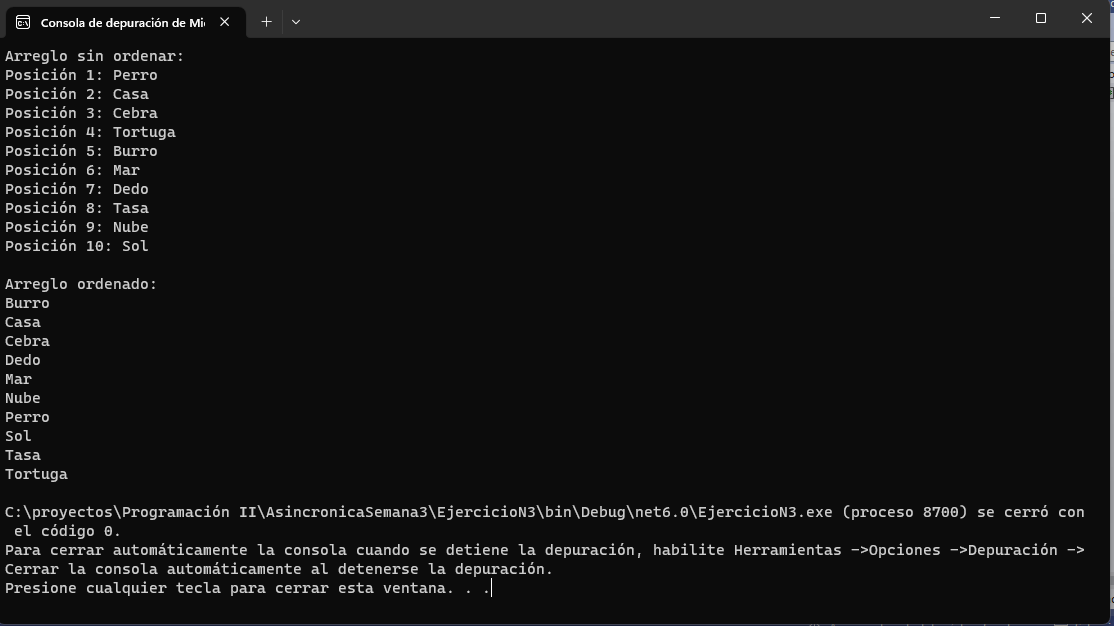 Consola de depuración de Mi
Arreglo sin ordenar:
Posición 1: Perro
Posición 2: Casa
Posición 3: Cebra
Posición 4: Tortuga
Posición 5: Burro
Posición 6: Mar
Posición 7: Dedo
Posición 8: Tasa
Posición 9: Nube
Posición 10: Sol
Arreglo ordenado:
Burro
Casa
Cebra
Dedo
Mar
Nube
Perro
Sol
Tasa
Tortuga
C:\proyectos\Programación II\AsincronicaSemana3\EjercicioN3\bin\Debug\net6.0\EjercicioN3.exe (proceso 8700) se cerró con
el código 0.
Para cerrar automáticamente la consola cuando se detiene la depuración, habilite Herramientas ->Opciones ->Depuración ->
Cerrar la consola automáticamente al detenerse la depuración.
Presione cualquier tecla para cerrar esta ventana. . .